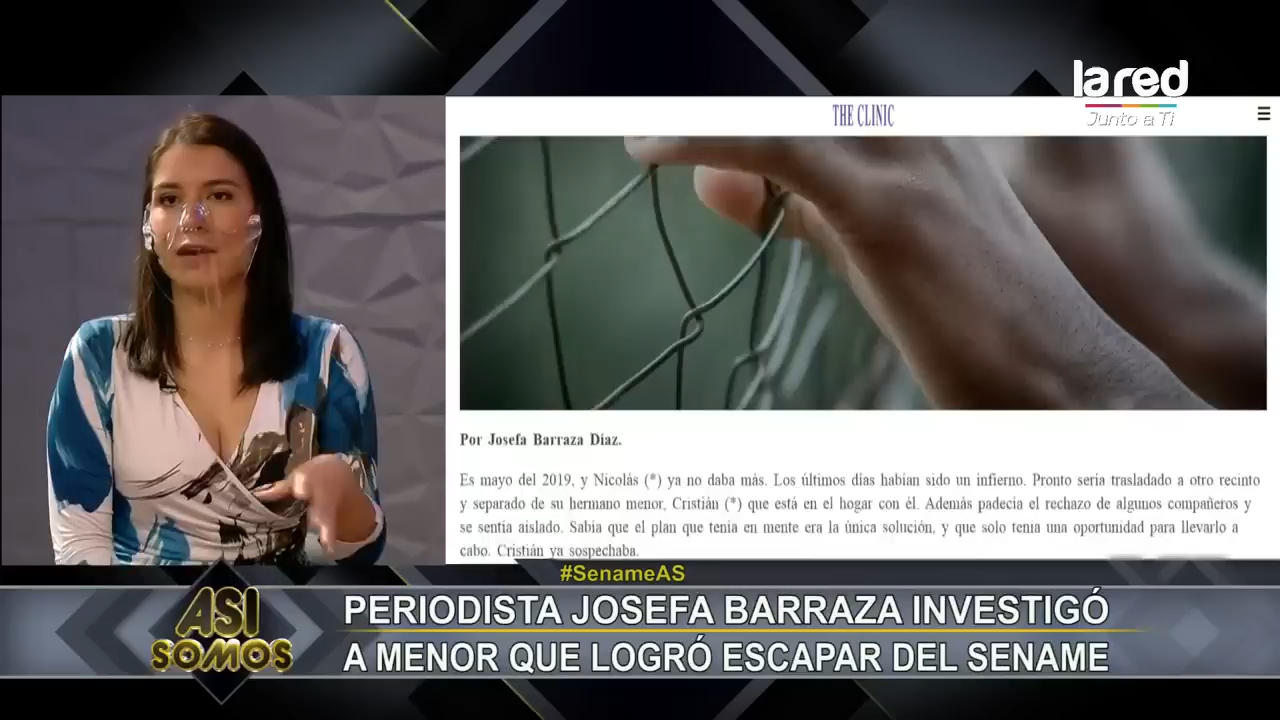 lared
Junto a Ti
THE CLINIC
Por Josefa Barraza Díaz.
Es mayo del 2019, y Nicolás (*) ya no daba más. Los últimos días habían sido un infierno. Pronto sería trasladado a otro recinto
y separado de su hermano menor, Cristián (*) que está en el hogar con él. Además padecía el rechazo de algunos compañeros y
se sentía aislado. Sabía que el plan que tenía en mente era la única solución, y que solo tenía una oportunidad para llevarlo a
cabo. Cristián ya sospechaba.
#SenameAS
ASI
SOMOS
PERIODISTA JOSEFA BARRAZA INVESTIGÓ
A MENOR QUE LOGRÓ ESCAPAR DEL SENAME